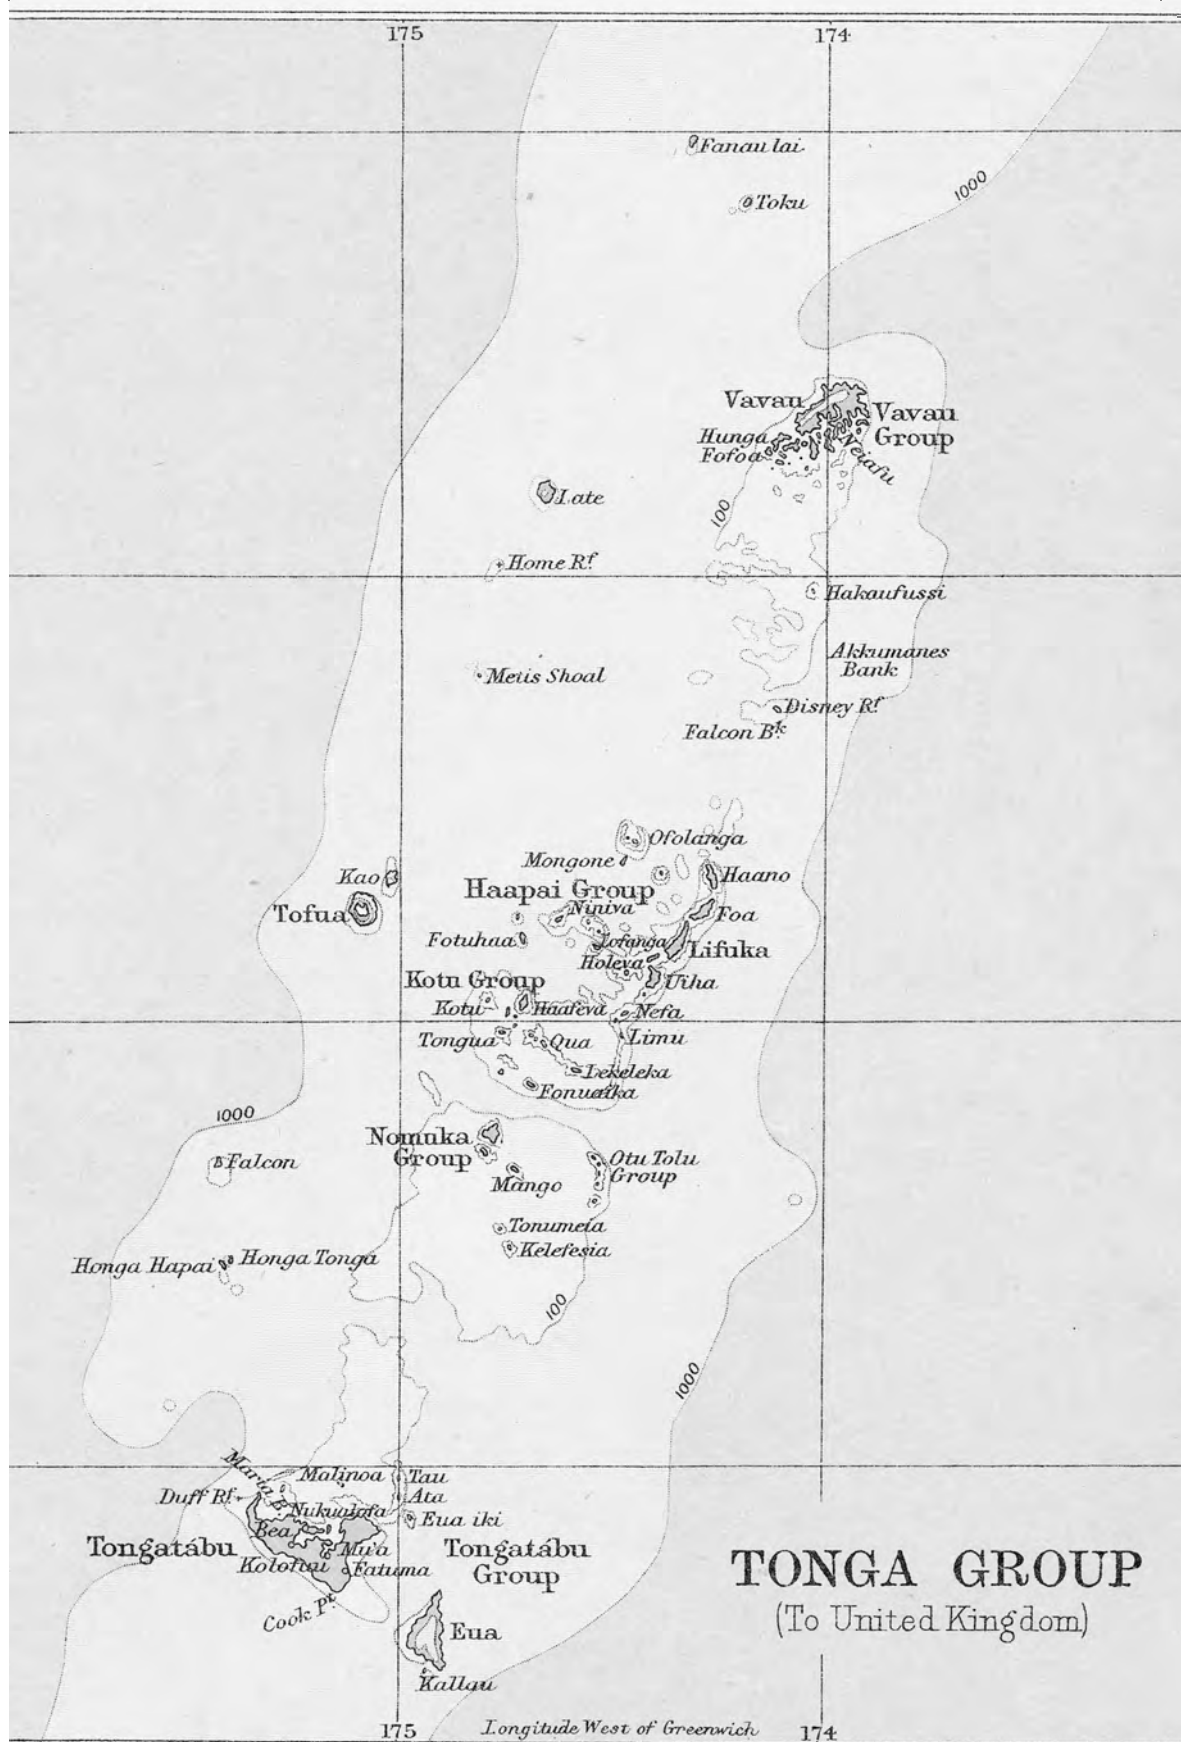 175
174
Fanau lai
Toku
1000
Vavau
Vavau
Group
Hunga
Fofoa
Neiafu
Late
100
Home Rf.
Hakaufussi
Akkumanes
Bank
Metis Shoal
Disney Rf.
Falcon Bk.
Ofolanga
Mongone
Kao
Haapai Group
Haano
Tofua
Niniva
Foa
Fotuhaa
Lofanga
Lifuka
Holeva
Kotu Group
Uiha
Kotu
Haafeva
Nefa
Tongua
Qua
Limu
Lekeleka
Fonuaika
1000
Nomuka
Group
Falcon
Otu Tolu
Group
Mango
Tonumeia
Kelefesia
Honga Hapai
Honga Tonga
100
1000
Maria B.
Malinoa
Tau
Duff Rf.
Ata
Nukualofa
Eua iki
Bea
Tongatábu
Mu'a
Tongatábu
Group
Kolofuu
Fatuma
Cook Pt.
Eua
Kallau
TONGA GROUP
(To United Kingdom)
175
Longitude West of Greenwich
174